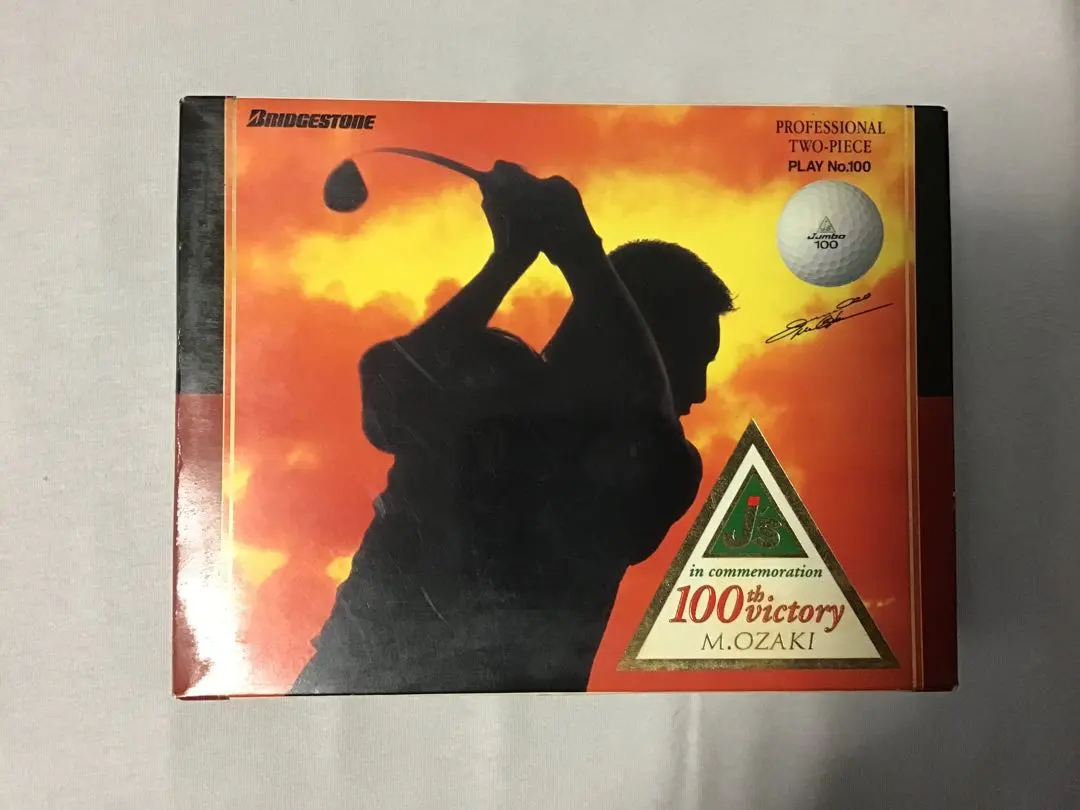 BRIDGESTONE
PROFESSIONAL
TWO-PIECE
PLAY No.100
J's
Jumbo
100
J's
in commemoration
100th victory
M.OZAKI